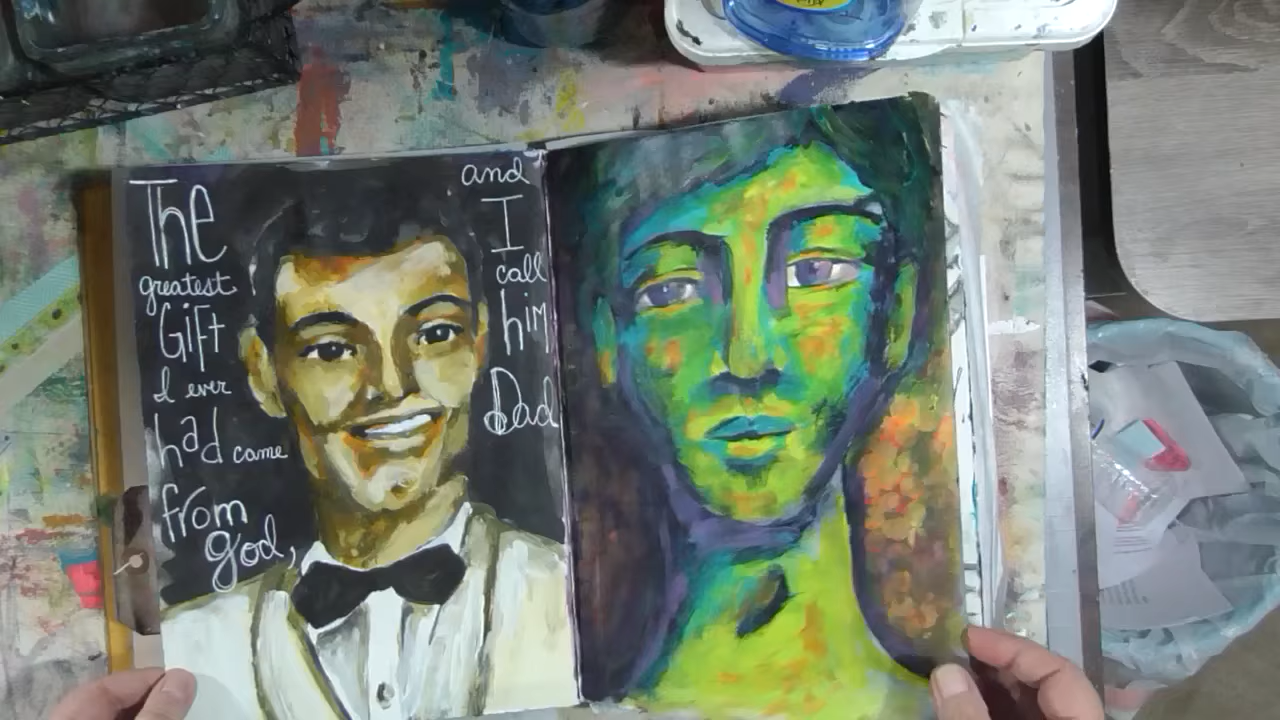 The
greatest
Gift
I ever
had came
from
god,
and
I
call
him
Dad